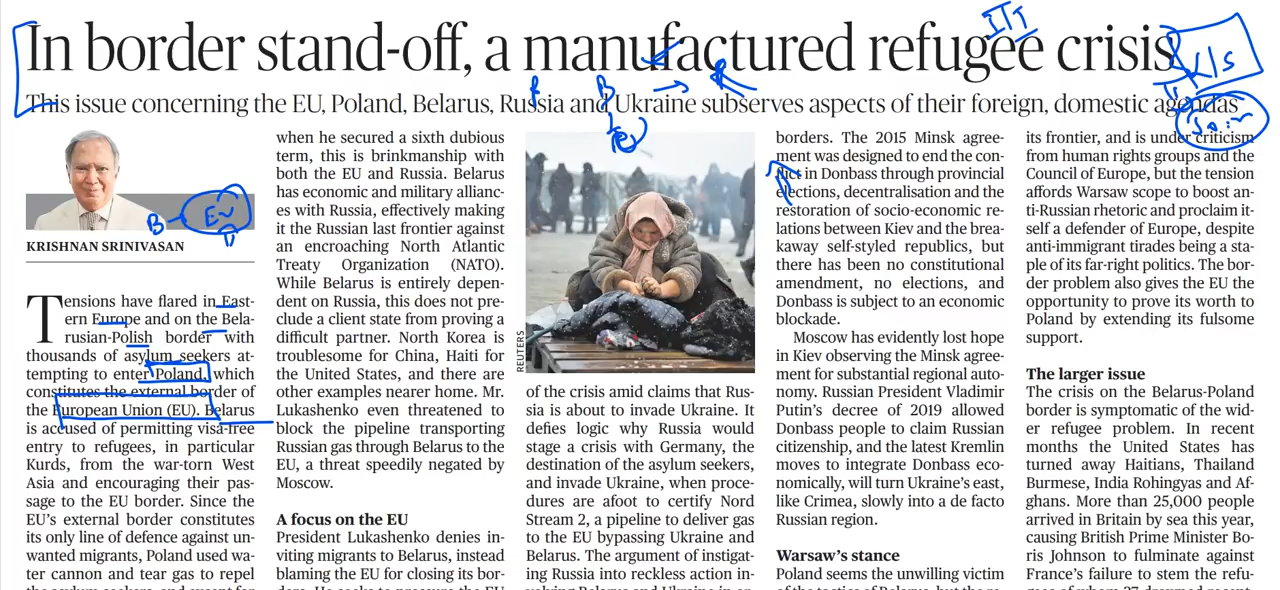 In border stand-off, a manufactured refugee crisis
This issue concerning the EU, Poland, Belarus, Russia and Ukraine subserves aspects of their foreign, domestic agendas
KRISHNAN SRINIVASAN
Tensions have flared in East-
ern Europe and on the Bela-
rusian-Polish border with
thousands of asylum seekers at-
tempting to enter Poland, which
constitutes the external border of
the European Union (EU). Belarus
is accused of permitting visa-free
entry to refugees, in particular
Kurds, from the war-torn West
Asia and encouraging their pas-
sage to the EU border. Since the
EU's external border constitutes
its only line of defence against un-
wanted migrants, Poland used wa-
ter cannon and tear gas to repel
when he secured a sixth dubious
term, this is brinkmanship with
both the EU and Russia. Belarus
has economic and military allianc-
es with Russia, effectively making
it the Russian last frontier against
an encroaching North Atlantic
Treaty Organization (NATO).
While Belarus is entirely depen-
dent on Russia, this does not pre-
clude a client state from proving a
difficult partner. North Korea is
troublesome for China, Haiti for
the United States, and there are
other examples nearer home. Mr.
Lukashenko even threatened to
block the pipeline transporting
Russian gas through Belarus to the
EU, a threat speedily negated by
Moscow.
A focus on the EU
President Lukashenko denies in-
viting migrants to Belarus, instead
blaming the EU for closing its bor-
REUTERS
of the crisis amid claims that Rus-
sia is about to invade Ukraine. It
defies logic why Russia would
stage a crisis with Germany, the
destination of the asylum seekers,
and invade Ukraine, when proce-
dures are afoot to certify Nord
Stream 2, a pipeline to deliver gas
to the EU bypassing Ukraine and
Belarus. The argument of instigat-
ing Russia into reckless action in-
borders. The 2015 Minsk agree-
ment was designed to end the con-
flict in Donbass through provincial
elections, decentralisation and the
restoration of socio-economic re-
lations between Kiev and the brea-
kaway self-styled republics, but
there has been no constitutional
amendment, no elections, and
Donbass is subject to an economic
blockade.
Moscow has evidently lost hope
in Kiev observing the Minsk agree-
ment for substantial regional auto-
nomy. Russian President Vladimir
Putin's decree of 2019 allowed
Donbass people to claim Russian
citizenship, and the latest Kremlin
moves to integrate Donbass eco-
nomically, will turn Ukraine's east,
like Crimea, slowly into a de facto
Russian region.
Warsaw's stance
Poland seems the unwilling victim
its frontier, and is under criticism
from human rights groups and the
Council of Europe, but the tension
affords Warsaw scope to boost an-
ti-Russian rhetoric and proclaim it-
self a defender of Europe, despite
anti-immigrant tirades being a sta-
ple of its far-right politics. The bor-
der problem also gives the EU the
opportunity to prove its worth to
Poland by extending its fulsome
support.
The larger issue
The crisis on the Belarus-Poland
border is symptomatic of the wid-
er refugee problem. In recent
months the United States has
turned away Haitians, Thailand
Burmese, India Rohingyas and Af-
ghans. More than 25,000 people
arrived in Britain by sea this year,
causing British Prime Minister Bo-
ris Johnson to fulminate against
France's failure to stem the refu-